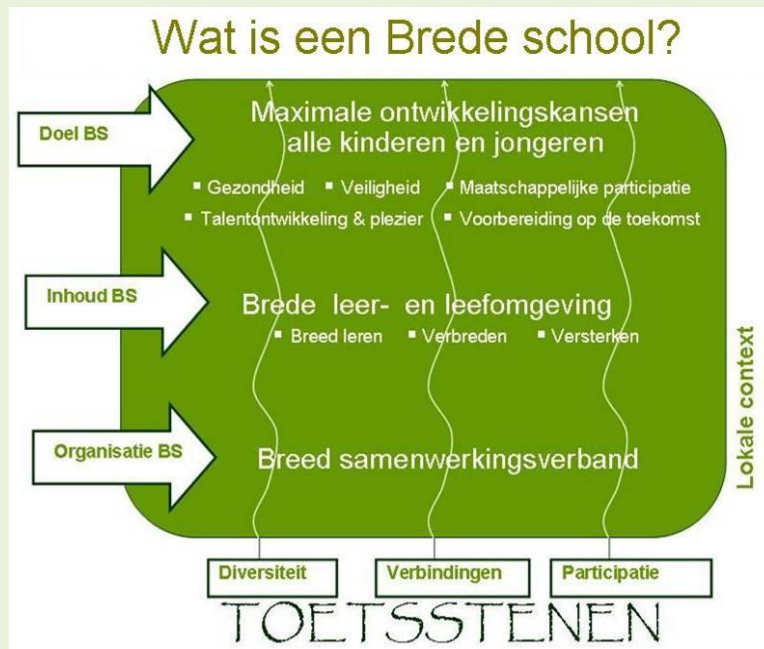 Wat is een Brede school?
Doel BS
Maximale ontwikkelingskansen
alle kinderen en jongeren
▪ Gezondheid ▪ Veiligheid ▪ Maatschappelijke participatie
▪ Talentontwikkeling & plezier ▪ Voorbereiding op de toekomst
Inhoud BS
Brede leer- en leefomgeving
▪ Breed leren ▪ Verbreden ▪ Versterken
Organisatie BS
Breed samenwerkingsverband
Lokale context
Diversiteit Verbindingen Participatie
TOETSSTENEN